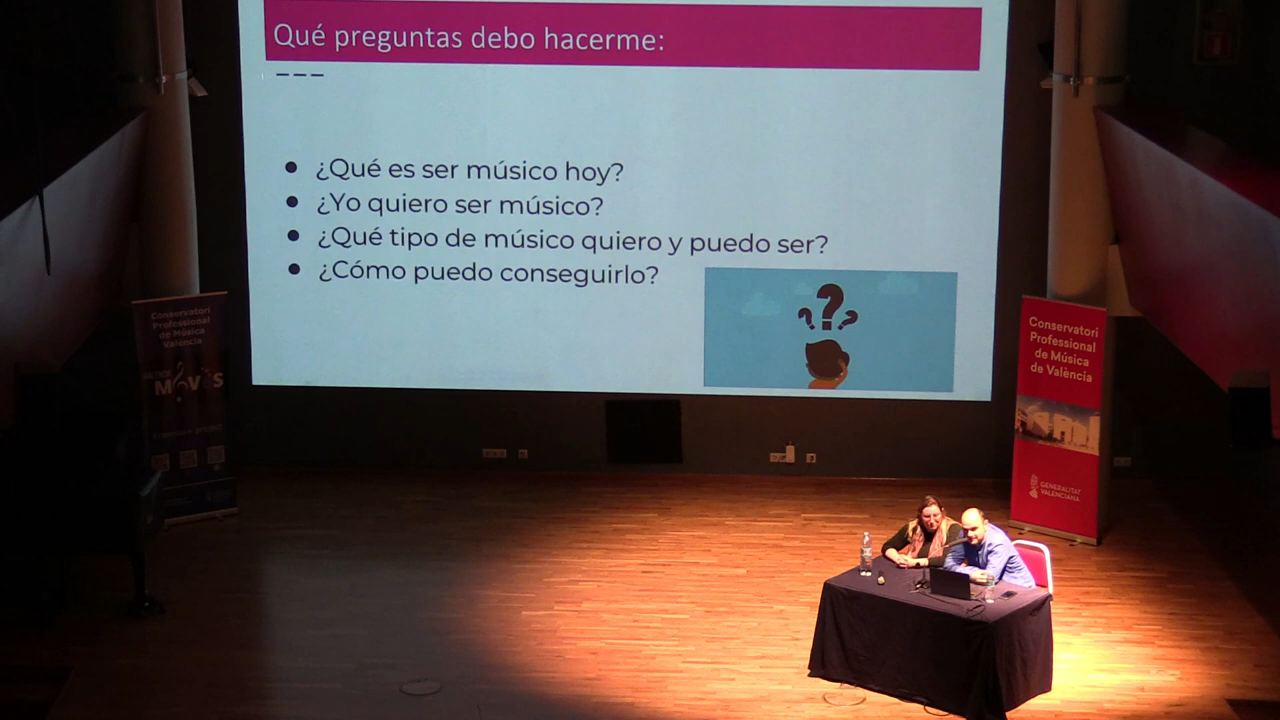 Qué preguntas debo hacerme:
¿Qué es ser músico hoy?
¿Yo quiero ser músico?
¿Qué tipo de músico quiero y puedo ser?
¿Cómo puedo conseguirlo?
? ? ?
Conservatori
Professional
de Música
València
Conservatori
Professional
de Música
de València
GENERALITAT
VALENCIANA